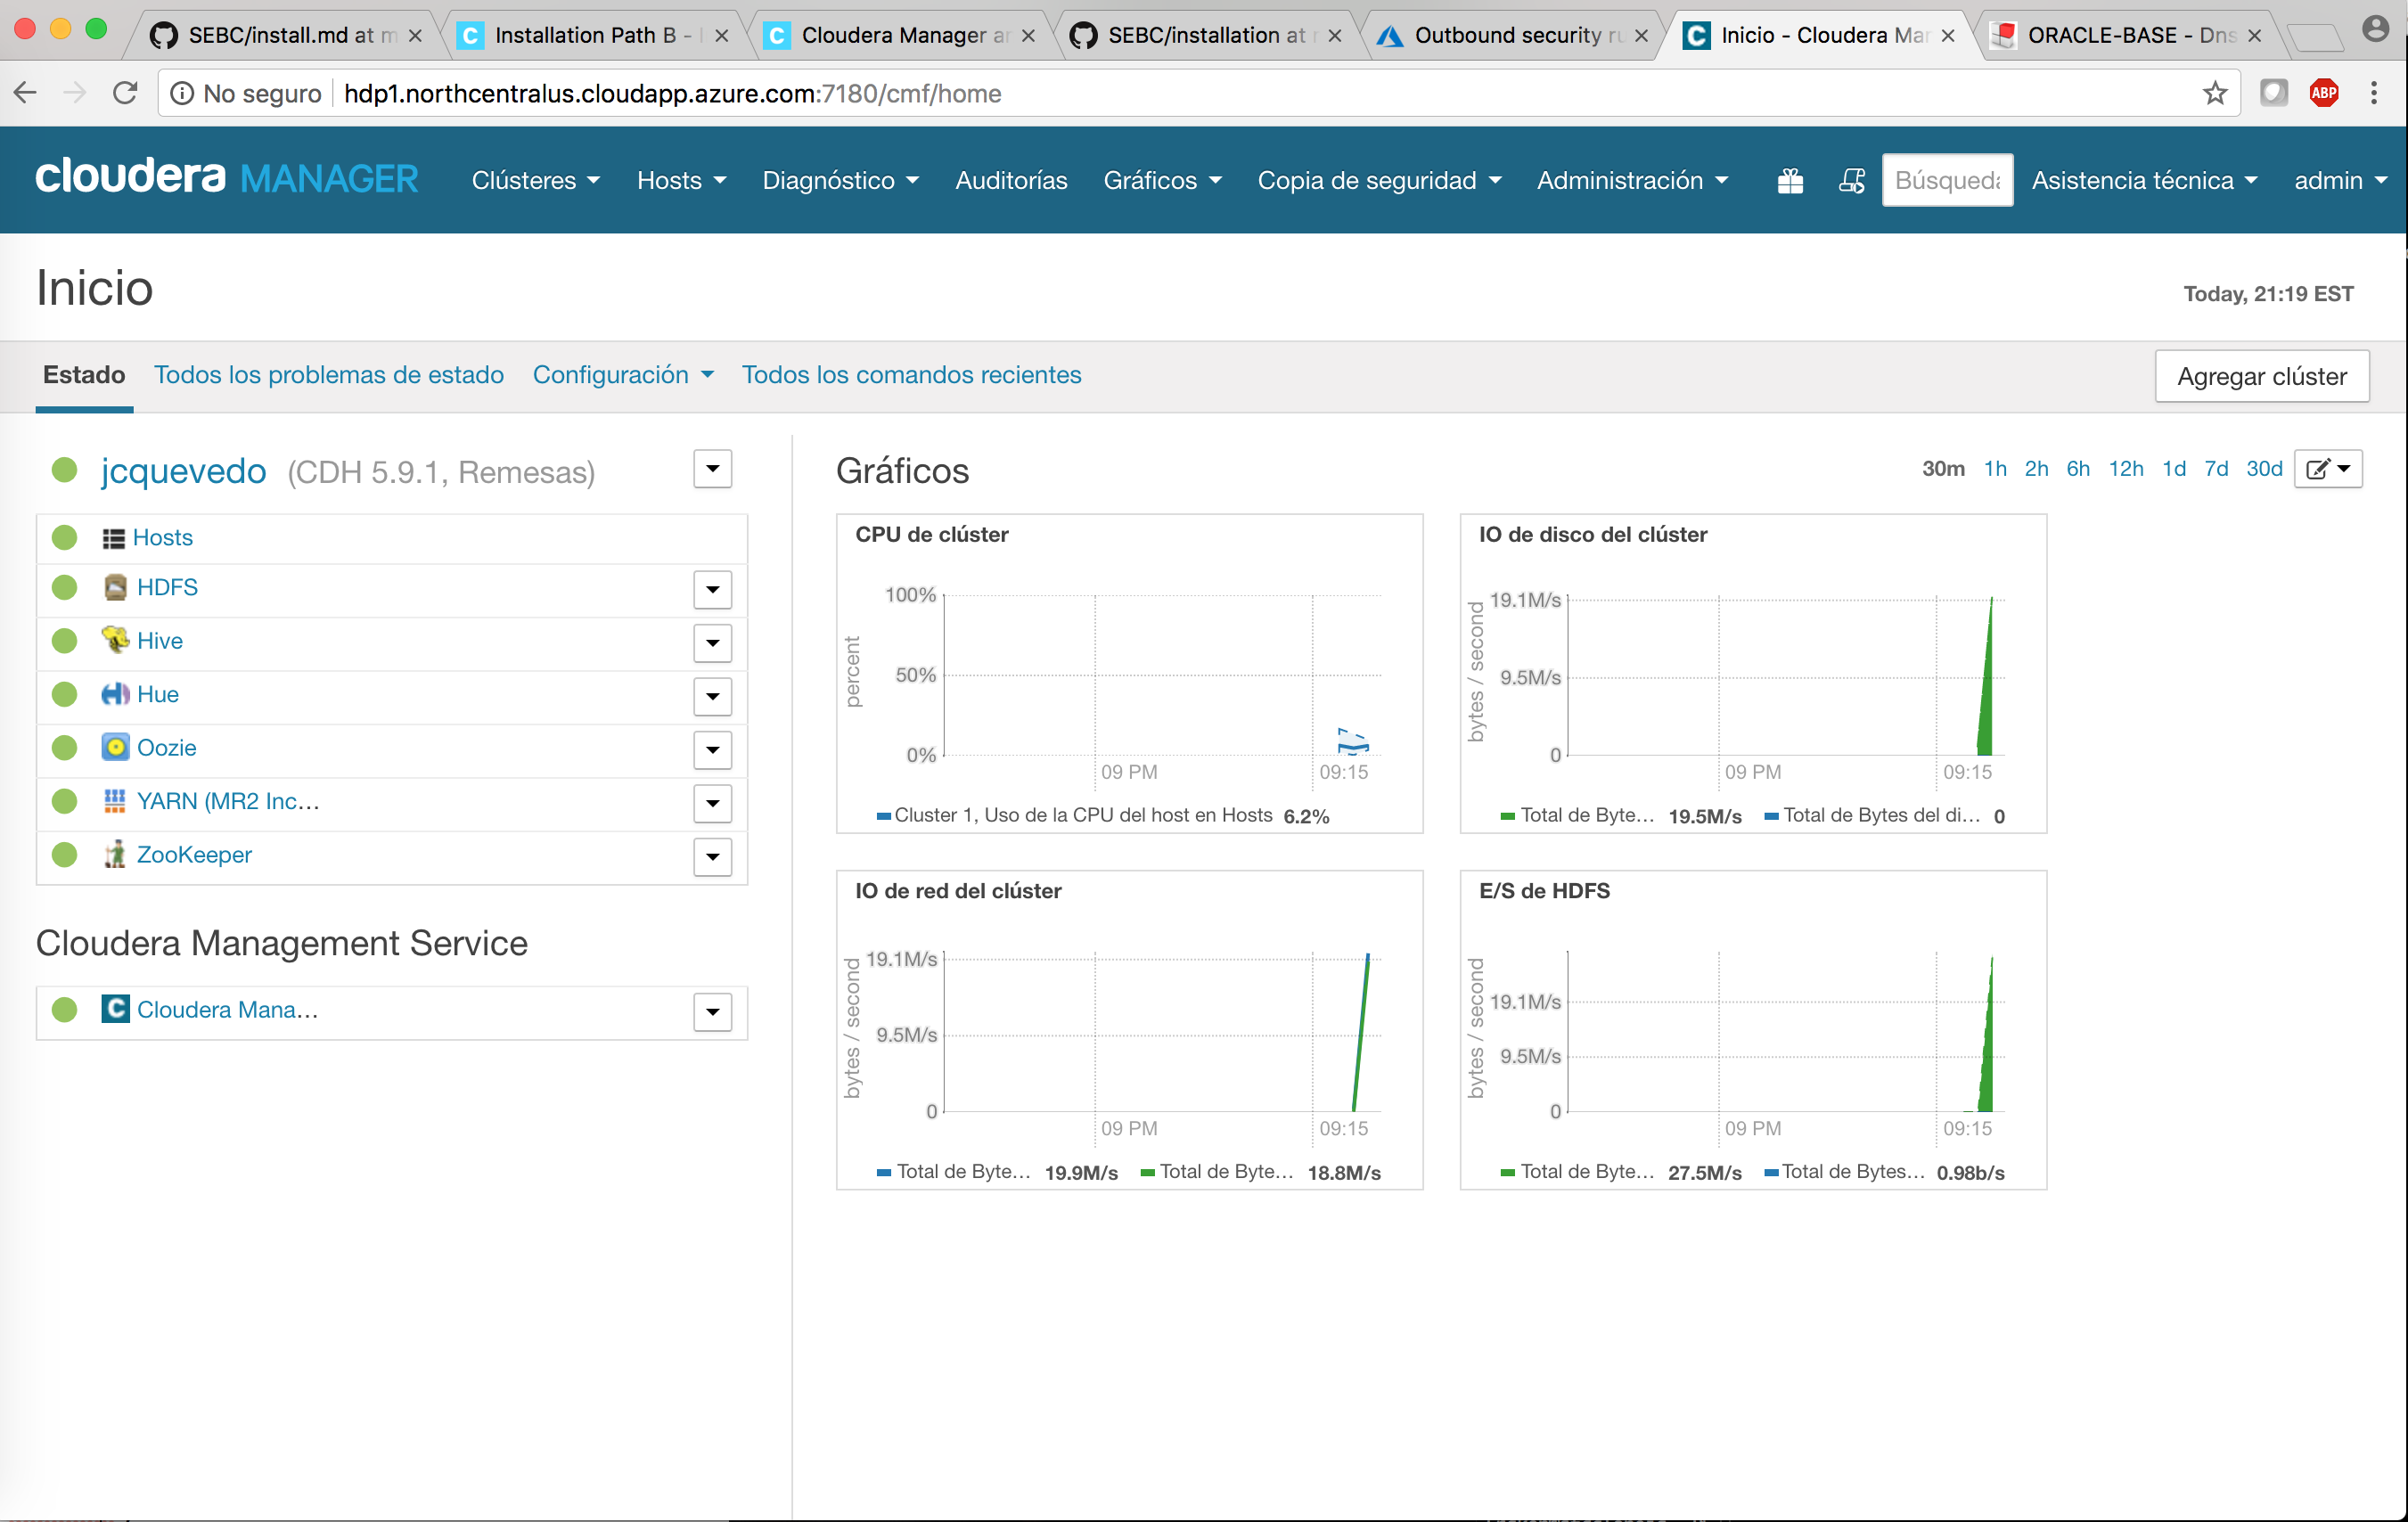 SEBC/install.md at m
Installation Path B -
Cloudera Manager ar
SEBC/installation at
Outbound security ru
Inicio - Cloudera Mar
ORACLE-BASE - Dns
No seguro
hdp1.northcentralus.cloudapp.azure.com:7180/cmf/home
ABP
cloudera MANAGER
Clústeres
Hosts
Diagnóstico
Auditorías
Gráficos
Copia de seguridad
Administración
Búsqueda
Asistencia técnica
admin
Inicio
Today, 21:19 EST
Estado
Todos los problemas de estado
Configuración
Todos los comandos recientes
Agregar clúster
jcquevedo (CDH 5.9.1, Remesas)
Hosts
HDFS
Hive
Hue
Oozie
YARN (MR2 Inc...
ZooKeeper
Cloudera Management Service
Cloudera Mana...
Gráficos
30m 1h 2h 6h 12h 1d 7d 30d
CPU de clúster
percent
100%
50%
0%
09 PM
09:15
Cluster 1, Uso de la CPU del host en Hosts 6.2%
IO de disco del clúster
bytes / second
19.1M/s
9.5M/s
0
09 PM
09:15
Total de Byte... 19.5M/s
Total de Bytes del di... 0
IO de red del clúster
bytes / second
19.1M/s
9.5M/s
0
09 PM
09:15
Total de Byte... 19.9M/s
Total de Byte... 18.8M/s
E/S de HDFS
bytes / second
19.1M/s
9.5M/s
0
09 PM
09:15
Total de Byte... 27.5M/s
Total de Bytes... 0.98b/s